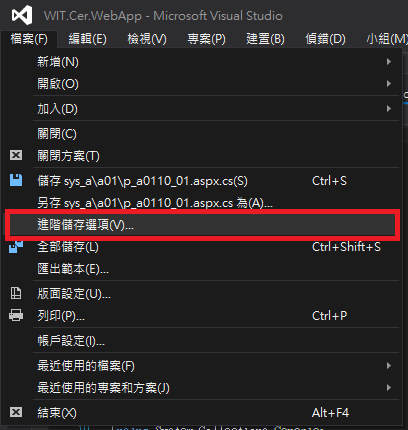 WIT.Cer.WebApp - Microsoft Visual Studio
檔案(F) 編輯(E) 檢視(V) 專案(P) 建置(B) 偵錯(D) 小組(M)
新增(N)
開啟(O)
加入(D)
關閉(C)
關閉方案(T)
儲存 sys_a\a01\p_a0110_01.aspx.cs(S) Ctrl+S
另存 sys_a\a01\p_a0110_01.aspx.cs 為(A)...
進階儲存選項(V)...
全部儲存(L) Ctrl+Shift+S
匯出範本(E)...
版面設定(U)...
列印(P)... Ctrl+P
帳戶設定(I)...
最近使用的檔案(F)
最近使用的專案和方案(J)
結束(X) Alt+F4